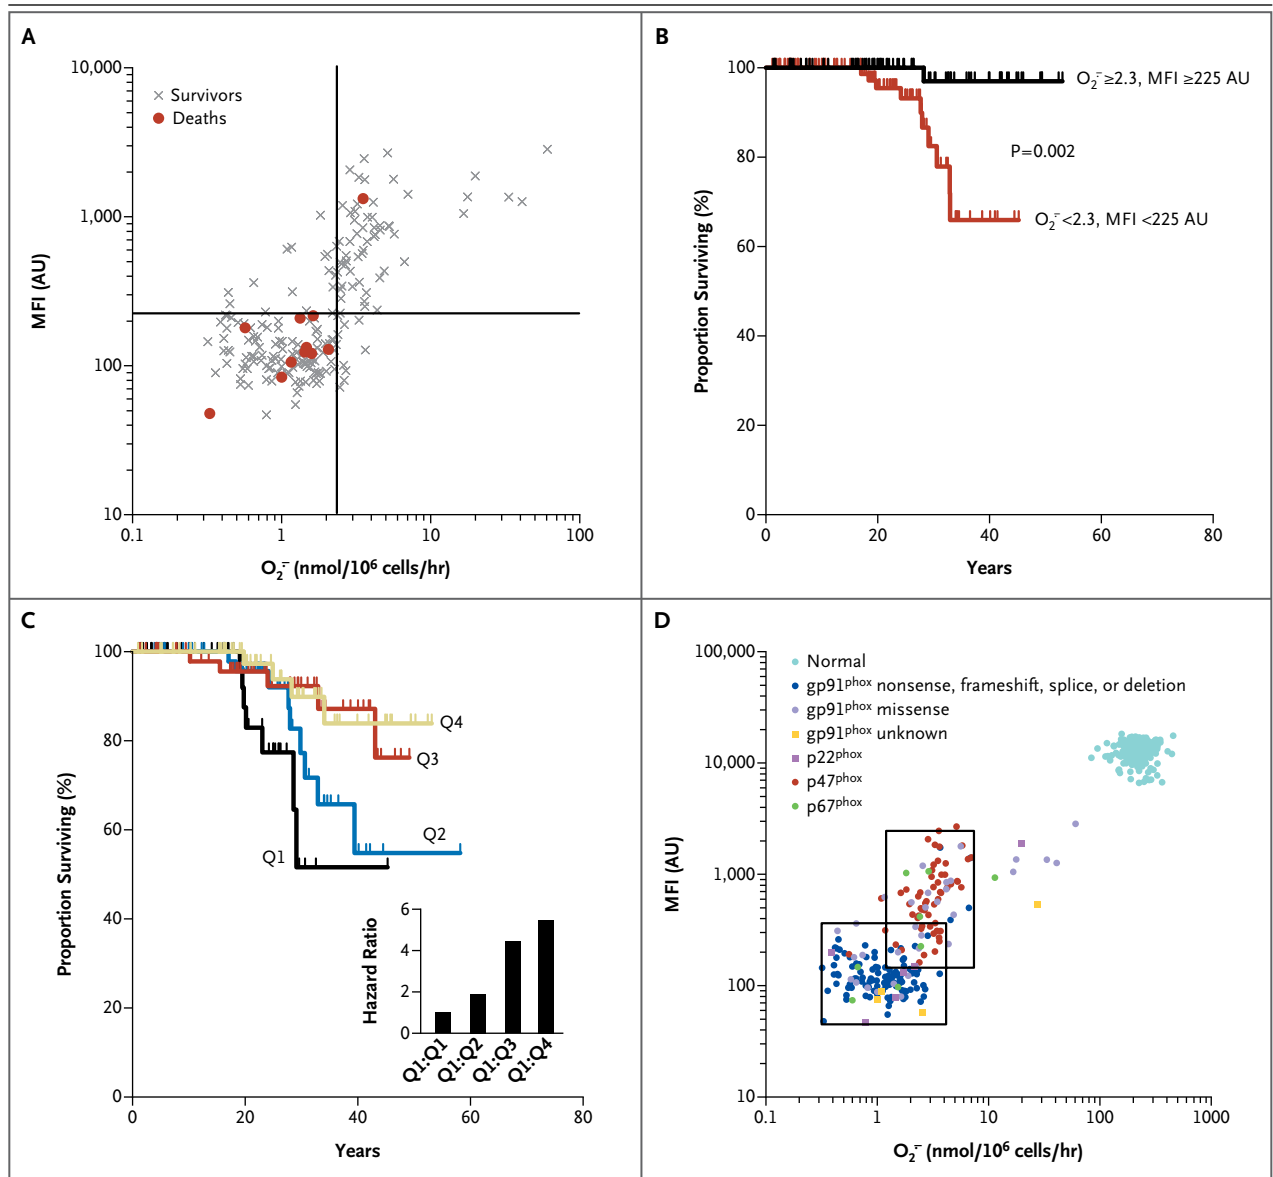 A
10,000
1,000
100
10
0.1
1
10
100
MFI (AU)
× Survivors
Deaths
O₂⁻ (nmol/10⁶ cells/hr)
B
100
80
60
40
20
0
0
20
40
60
80
Proportion Surviving (%)
O₂⁻≥2.3, MFI ≥225 AU
P=0.002
O₂⁻<2.3, MFI <225 AU
Years
C
100
80
60
40
20
0
0
20
40
60
80
Proportion Surviving (%)
Q4
Q3
Q2
Q1
Hazard Ratio
6
4
2
0
Q1:Q1
Q1:Q2
Q1:Q3
Q1:Q4
Years
D
100,000
10,000
1,000
100
10
0.1
1
10
100
1000
MFI (AU)
Normal
gp91ᵖʰᵒˣ nonsense, frameshift, splice, or deletion
gp91ᵖʰᵒˣ missense
gp91ᵖʰᵒˣ unknown
p22ᵖʰᵒˣ
p47ᵖʰᵒˣ
p67ᵖʰᵒˣ
O₂⁻ (nmol/10⁶ cells/hr)